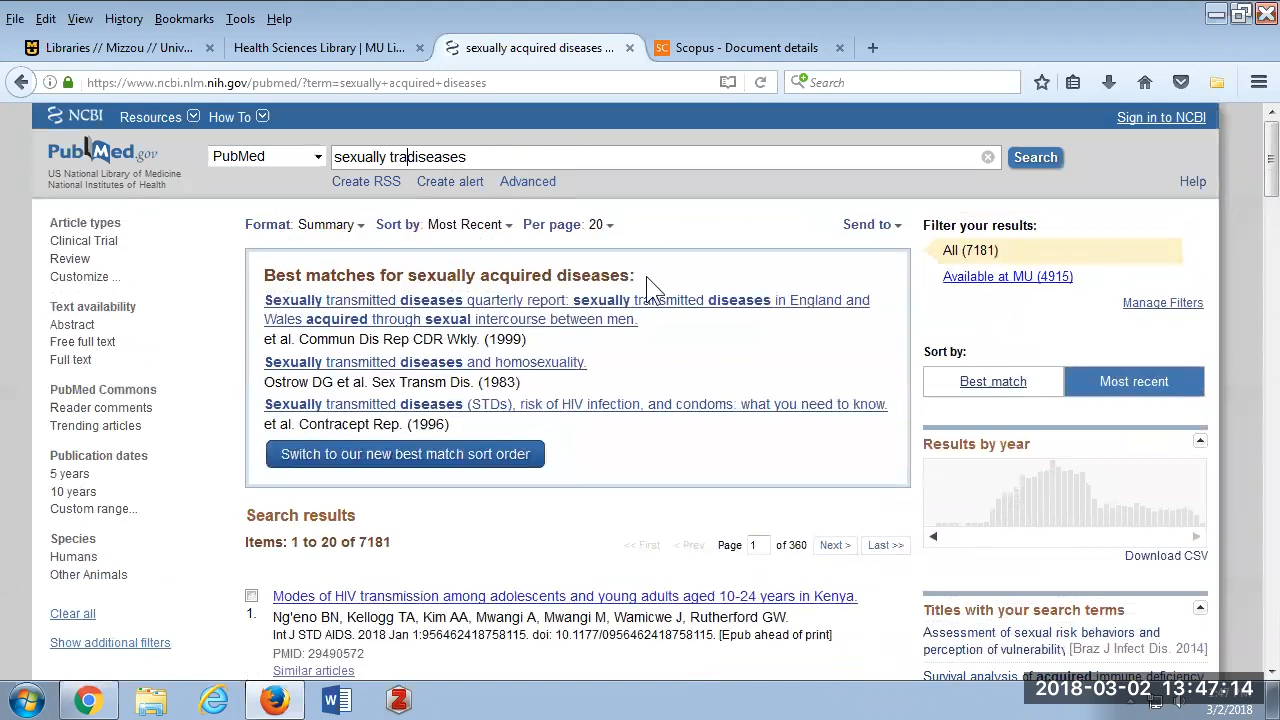 File Edit View History Bookmarks Tools Help
Libraries // Mizzou // Univ... × Health Sciences Library | MU Li... × sexually acquired diseases ... × SC Scopus - Document details × +
https://www.ncbi.nlm.nih.gov/pubmed/?term=sexually+acquired+diseases Search
NCBI Resources How To Sign in to NCBI
PubMed.gov
US National Library of Medicine
National Institutes of Health
PubMed sexually tradiseases Search
Create RSS Create alert Advanced Help
Article types
Clinical Trial
Review
Customize ...
Text availability
Abstract
Free full text
Full text
PubMed Commons
Reader comments
Trending articles
Publication dates
5 years
10 years
Custom range...
Species
Humans
Other Animals
Clear all
Show additional filters
Format: Summary Sort by: Most Recent Per page: 20 Send to
Best matches for sexually acquired diseases:
Sexually transmitted diseases quarterly report: sexually transmitted diseases in England and
Wales acquired through sexual intercourse between men.
et al. Commun Dis Rep CDR Wkly. (1999)
Sexually transmitted diseases and homosexuality.
Ostrow DG et al. Sex Transm Dis. (1983)
Sexually transmitted diseases (STDs), risk of HIV infection, and condoms: what you need to know.
et al. Contracept Rep. (1996)
Switch to our new best match sort order
Search results
Items: 1 to 20 of 7181
<< First < Prev Page 1 of 360 Next > Last >>
Modes of HIV transmission among adolescents and young adults aged 10-24 years in Kenya.
1. Ng'eno BN, Kellogg TA, Kim AA, Mwangi A, Mwangi M, Wamicwe J, Rutherford GW.
Int J STD AIDS. 2018 Jan 1:956462418758115. doi: 10.1177/0956462418758115. [Epub ahead of print]
PMID: 29490572
Similar articles
Filter your results:
All (7181)
Available at MU (4915)
Manage Filters
Sort by:
Best match Most recent
Results by year
Download CSV
Titles with your search terms
Assessment of sexual risk behaviors and
perception of vulnerability [Braz J Infect Dis. 2014]
Survival analysis of acquired immune deficiency
2018-03-02 13:47:14
3/2/2018